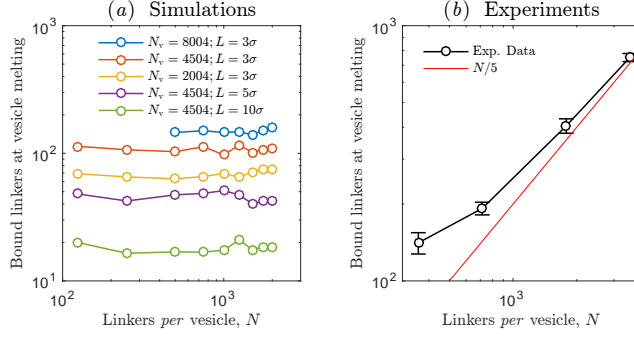 (a) Simulations
10^3
10^2
10^1
10^2
10^3
Bound linkers at vesicle melting
Linkers per vesicle, N
N_v = 8004; L = 3σ
N_v = 4504; L = 3σ
N_v = 2004; L = 3σ
N_v = 4504; L = 5σ
N_v = 4504; L = 10σ
(b) Experiments
10^3
10^2
10^3
Bound linkers at vesicle melting
Linkers per vesicle, N
Exp. Data
N/5